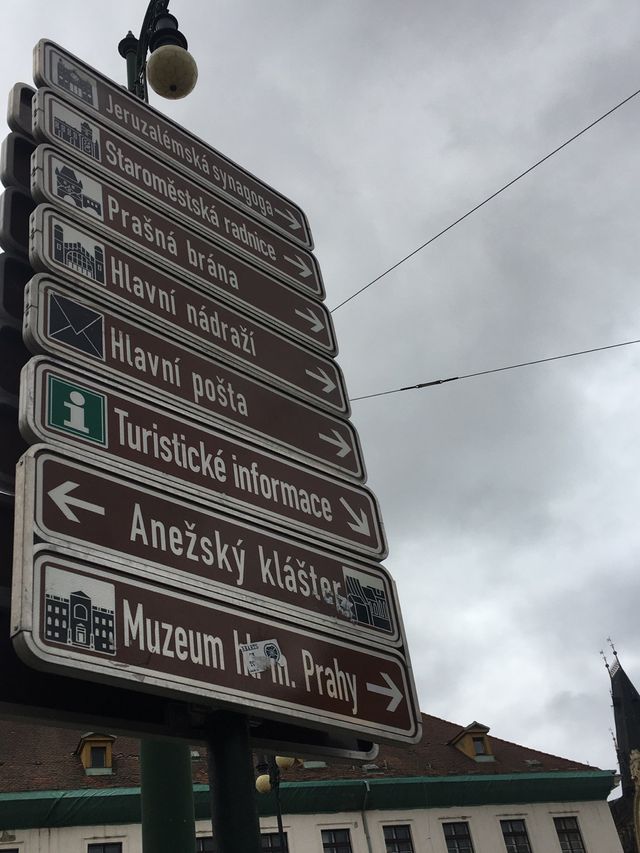 Jeruzalémská synagoga
Staroměstská radnice
Prašná brána
Hlavní nádraží
Hlavní pošta
i Turistické informace
Anežský klášter
Muzeum m. Prahy